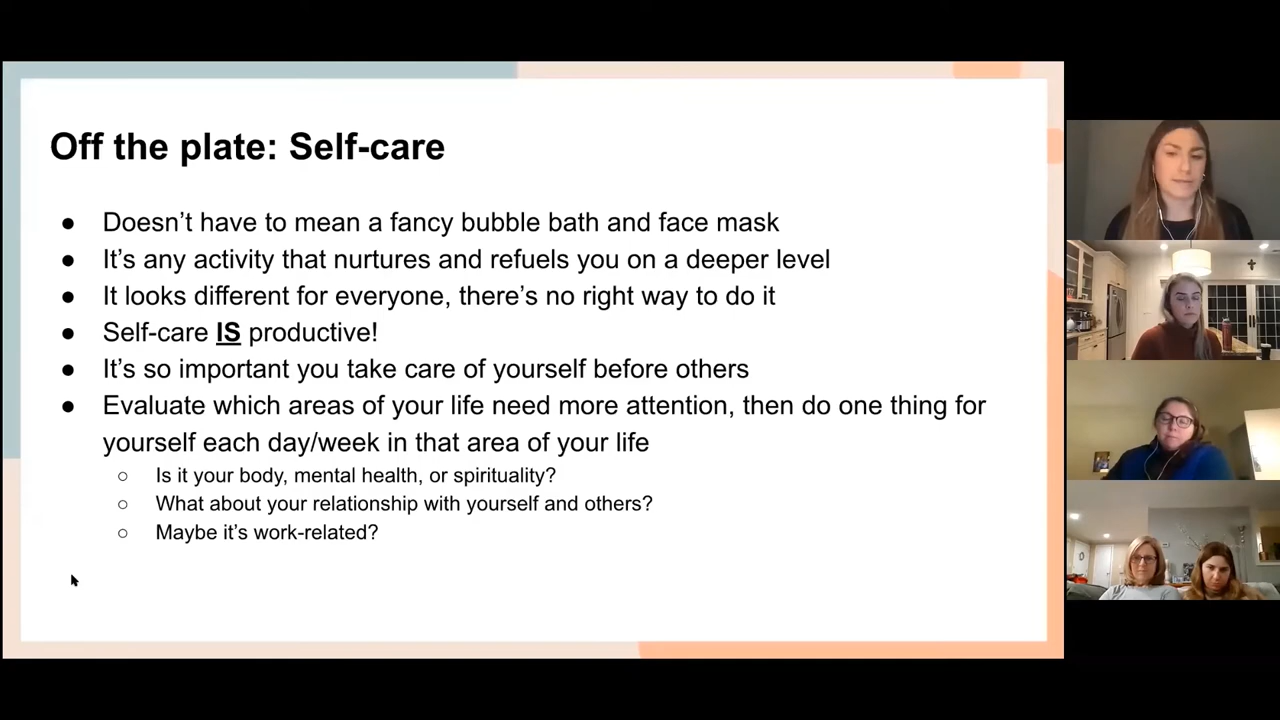 Off the plate: Self-care
● Doesn’t have to mean a fancy bubble bath and face mask
● It’s any activity that nurtures and refuels you on a deeper level
● It looks different for everyone, there’s no right way to do it
● Self-care IS productive!
● It’s so important you take care of yourself before others
● Evaluate which areas of your life need more attention, then do one thing for
yourself each day/week in that area of your life
○ Is it your body, mental health, or spirituality?
○ What about your relationship with yourself and others?
○ Maybe it’s work-related?